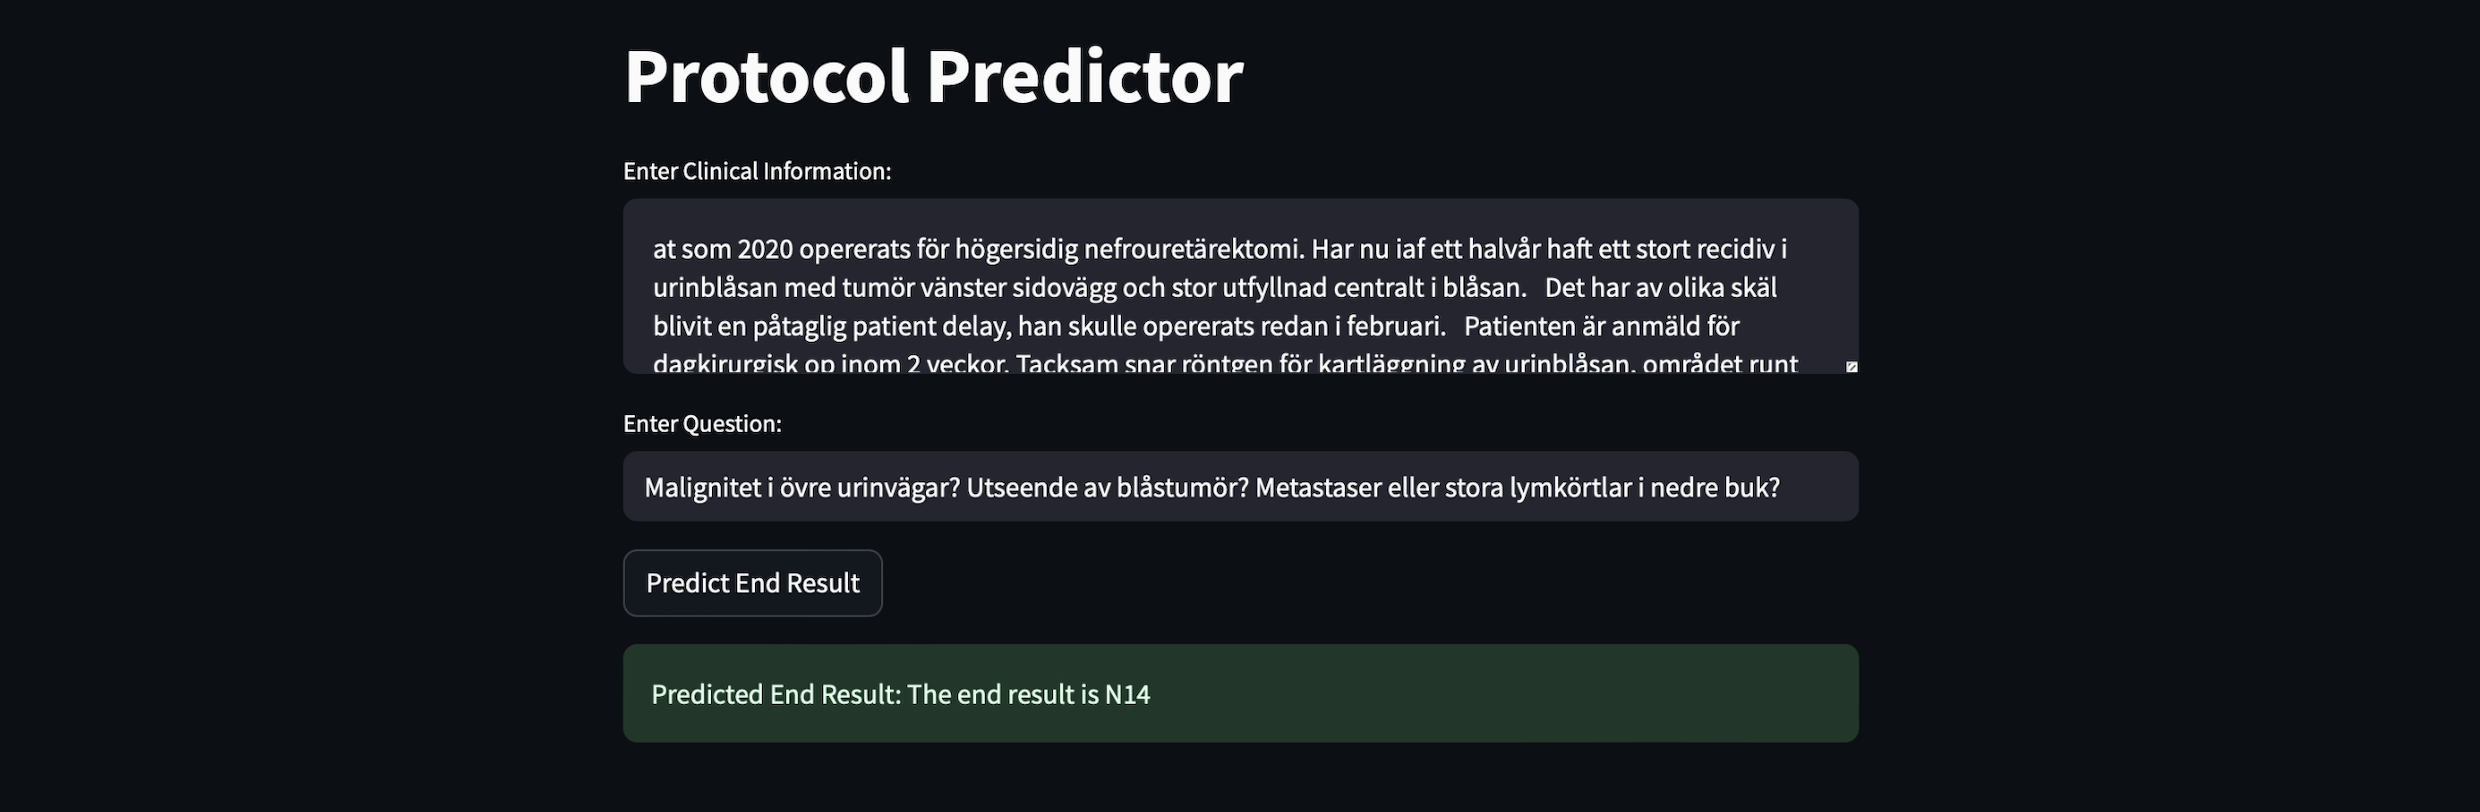 Protocol Predictor
Enter Clinical Information:
at som 2020 opererats för högersidig nefrouretärektomi. Har nu iaf ett halvår haft ett stort recidiv i
urinblåsan med tumör vänster sidovägg och stor utfyllnad centralt i blåsan.   Det har av olika skäl
blivit en påtaglig patient delay, han skulle opererats redan i februari.   Patienten är anmäld för
dagkirurgisk op inom 2 veckor. Tacksam snar röntgen för kartläggning av urinblåsan, området runt
Enter Question:
Malignitet i övre urinvägar? Utseende av blåstumör? Metastaser eller stora lymkörtlar i nedre buk?
Predict End Result
Predicted End Result: The end result is N14